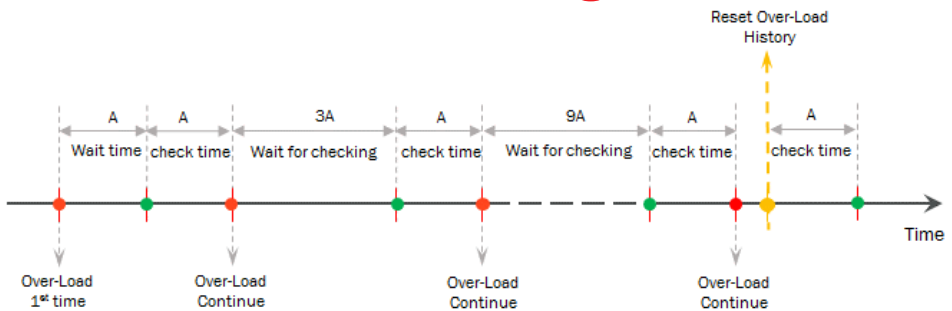 Reset Over-Load
History
A
A
3A
A
9A
A
A
Wait time
check time
Wait for checking
check time
Wait for checking
check time
check time
Time
Over-Load
1st time
Over-Load
Continue
Over-Load
Continue
Over-Load
Continue